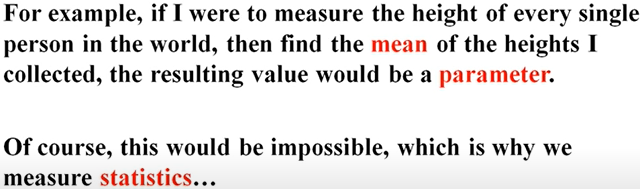 For example, if I were to measure the height of every single
person in the world, then find the mean of the heights I
collected, the resulting value would be a parameter.
Of course, this would be impossible, which is why we
measure statistics...